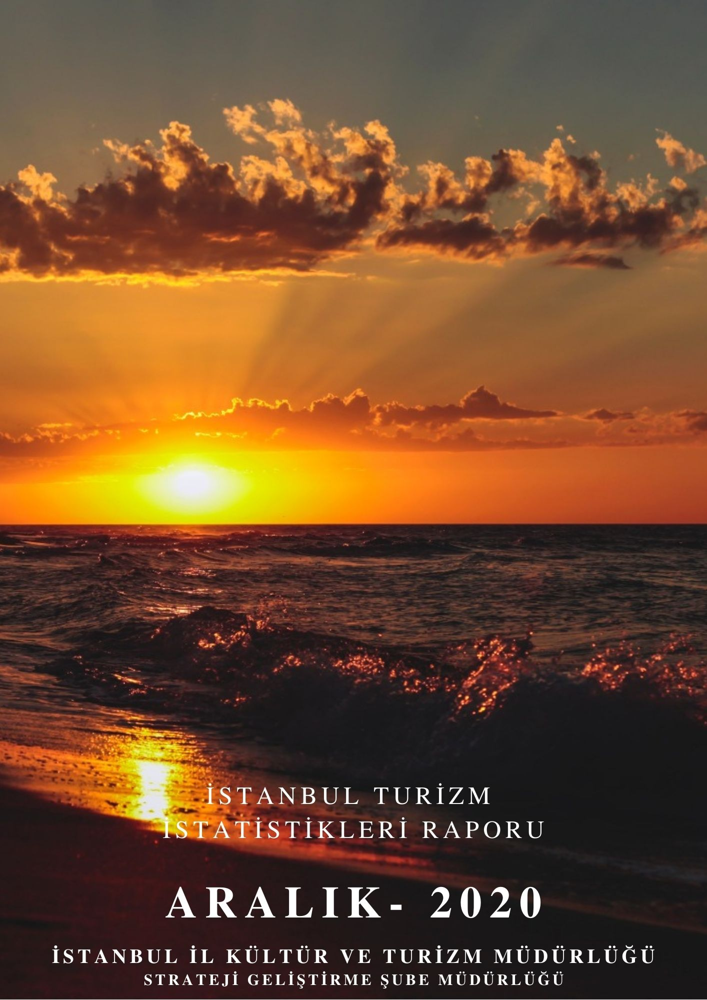 İSTANBUL TURİZM
İSTATİSTİKLERİ RAPORU
ARALIK- 2020
İSTANBUL İL KÜLTÜR VE TURİZM MÜDÜRLÜĞÜ
STRATEJİ GELİŞTİRME ŞUBE MÜDÜRLÜĞÜ